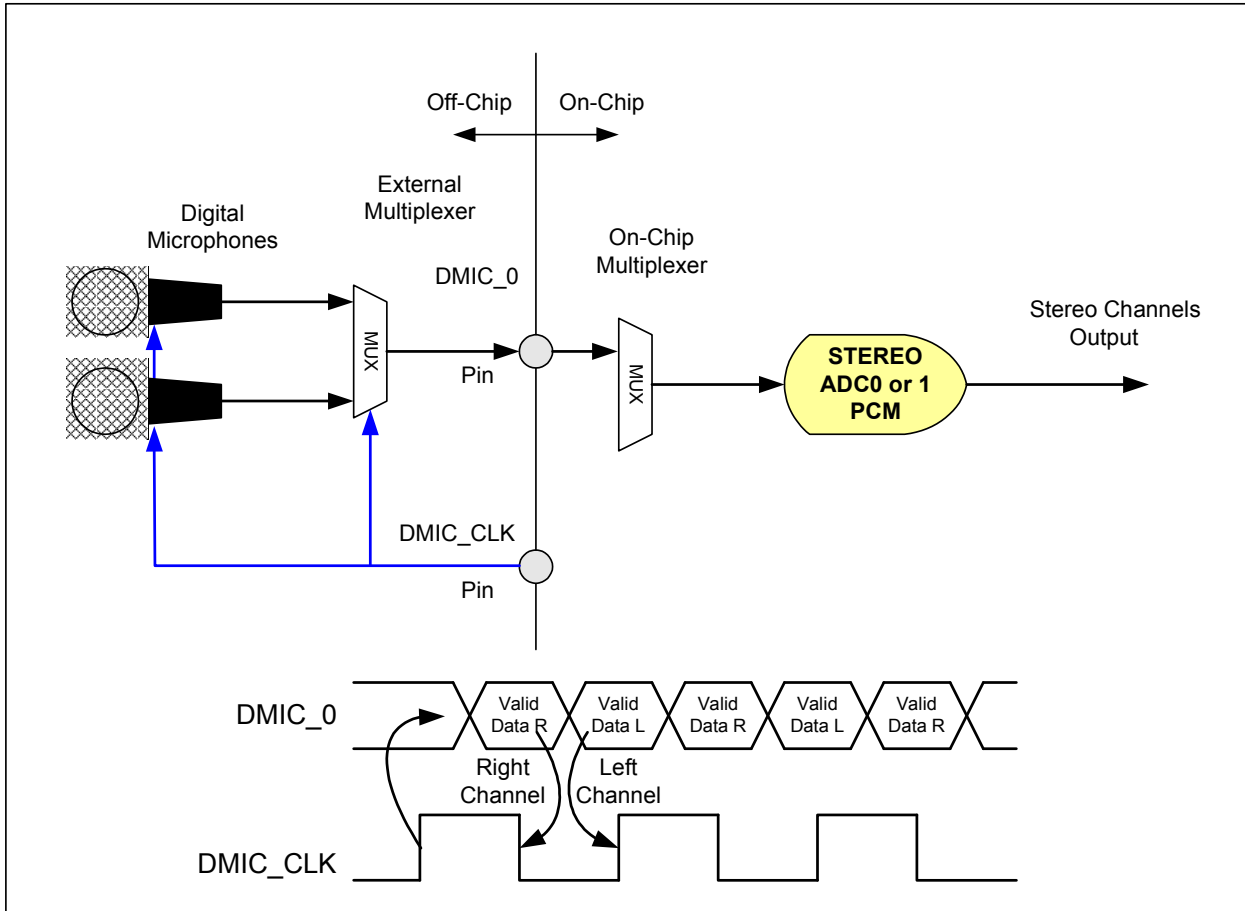 Off-Chip
On-Chip
External
Multiplexer
Digital
Microphones
On-Chip
Multiplexer
DMIC_0
Stereo Channels
Output
MUX
Pin
MUX
STEREO
ADC0 or 1
PCM
DMIC_CLK
Pin
DMIC_0
Valid
Data R
Valid
Data L
Valid
Data R
Valid
Data L
Valid
Data R
Right
Channel
Left
Channel
DMIC_CLK